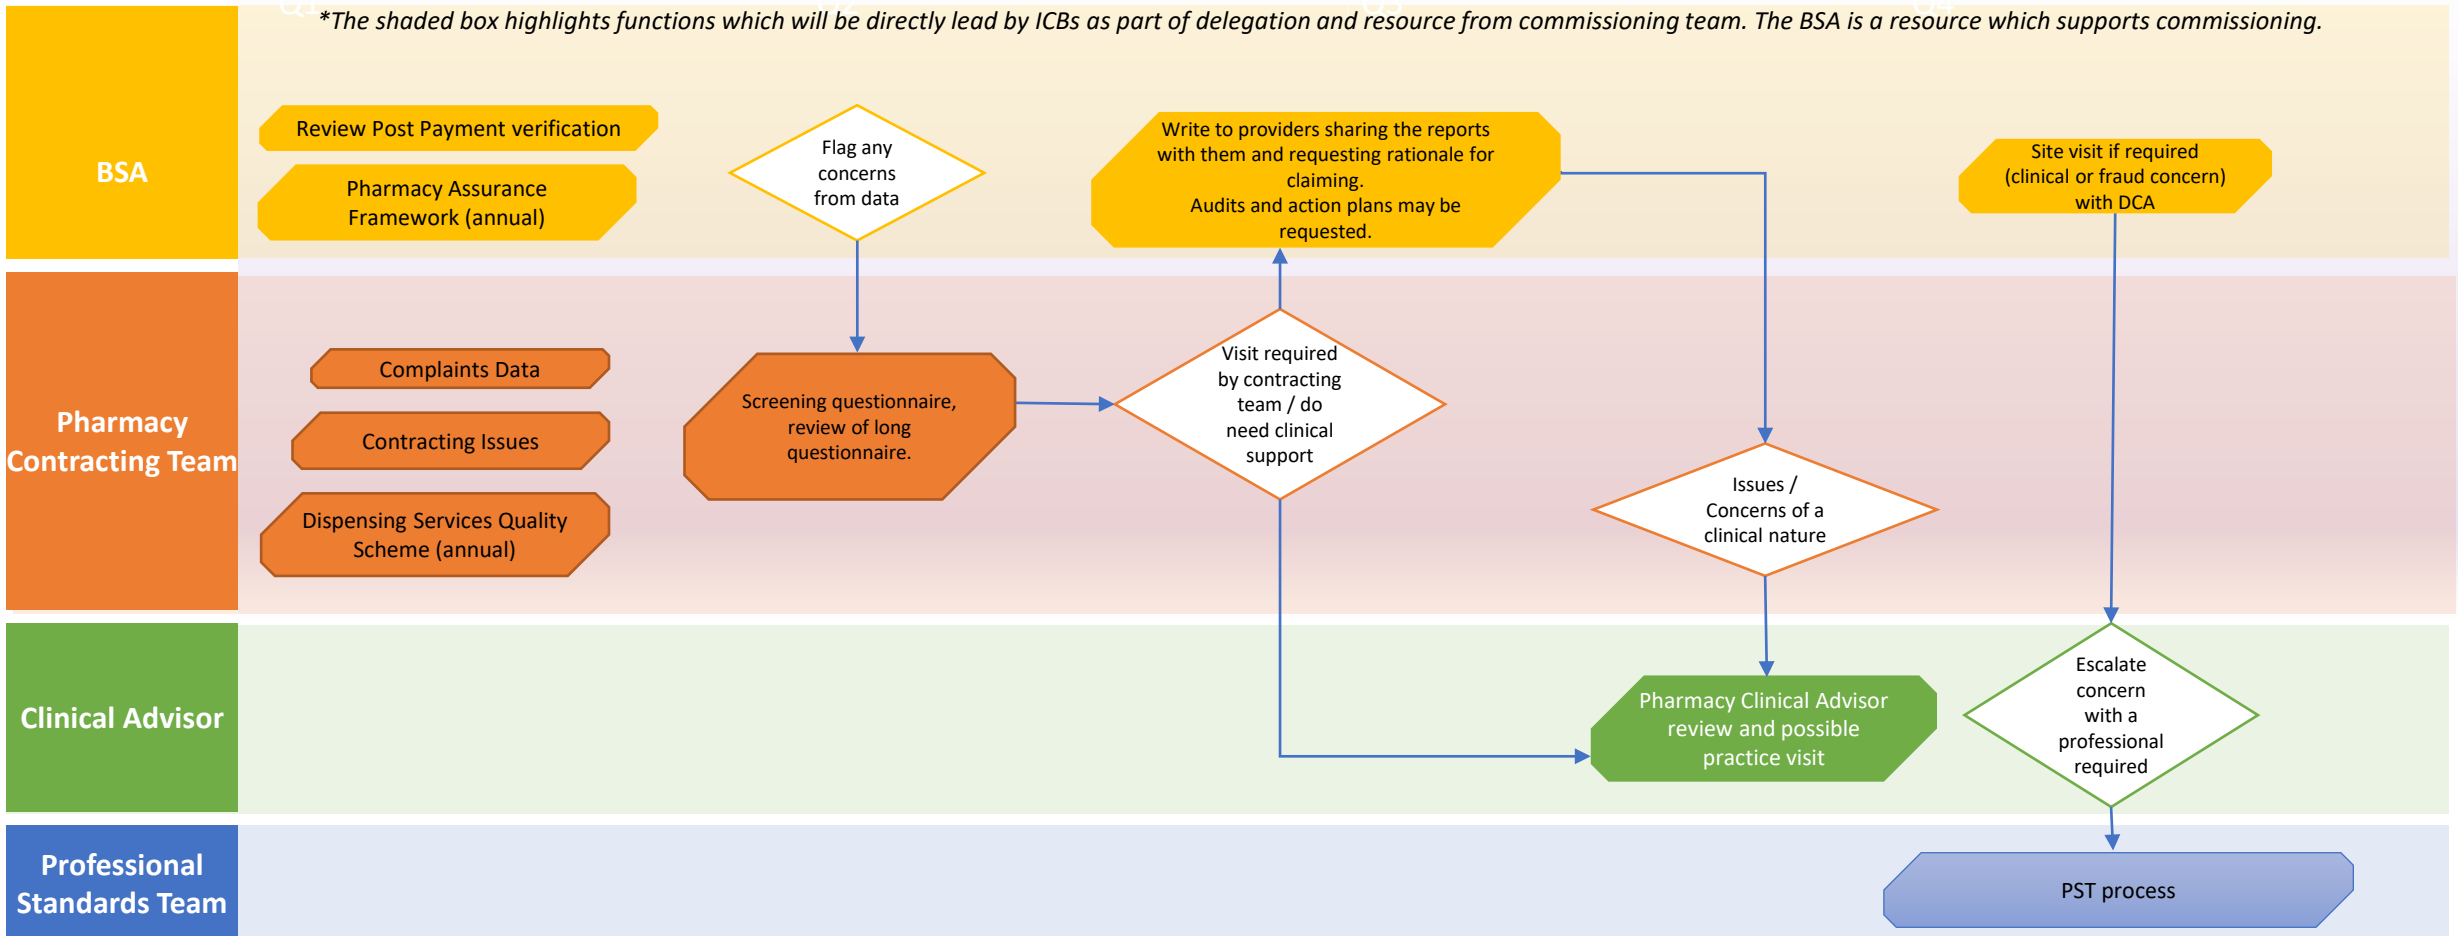 Q1
Q2
Q3
Q4
*The shaded box highlights functions which will be directly lead by ICBs as part of delegation and resource from commissioning team. The BSA is a resource which supports commissioning.
BSA
Review Post Payment verification
Pharmacy Assurance
Framework (annual)
Flag any
concerns
from data
Write to providers sharing the reports
with them and requesting rationale for
claiming.
Audits and action plans may be
requested.
Site visit if required
(clinical or fraud concern)
with DCA
Pharmacy
Contracting Team
Complaints Data
Contracting Issues
Dispensing Services Quality
Scheme (annual)
Screening questionnaire,
review of long
questionnaire.
Visit required
by contracting
team / do
need clinical
support
Issues /
Concerns of a
clinical nature
Clinical Advisor
Pharmacy Clinical Advisor
review and possible
practice visit
Escalate
concern
with a
professional
required
Professional
Standards Team
PST process